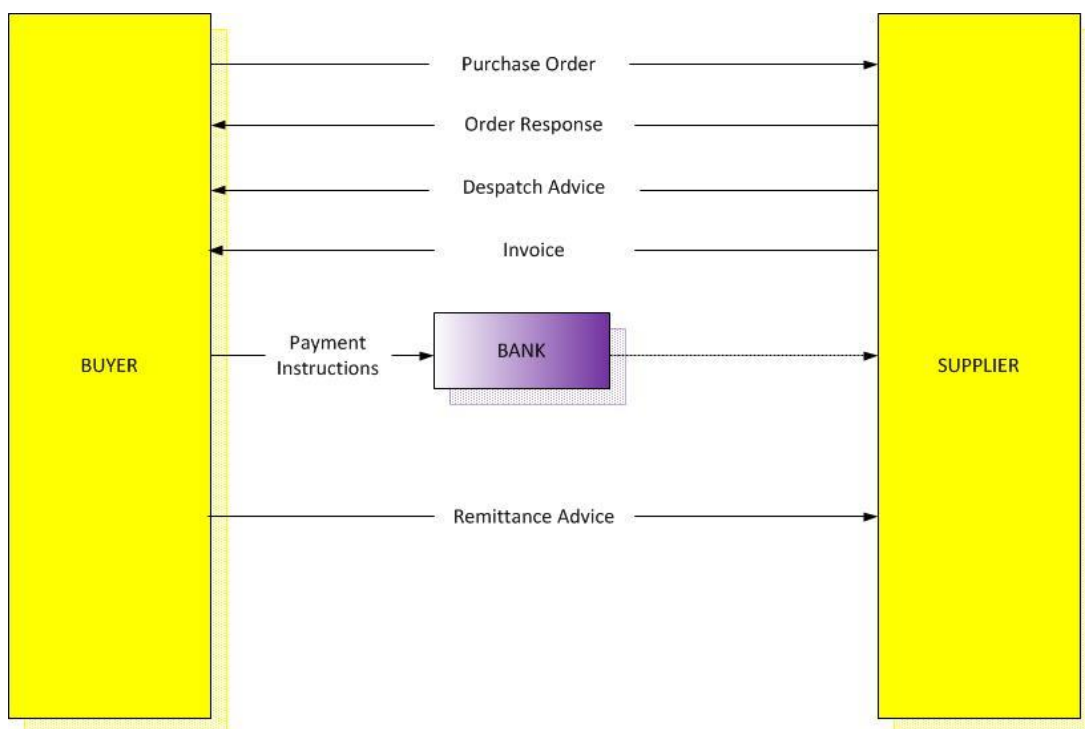 Purchase Order
Order Response
Despatch Advice
Invoice
Payment
Instructions
BANK
BUYER
SUPPLIER
Remittance Advice